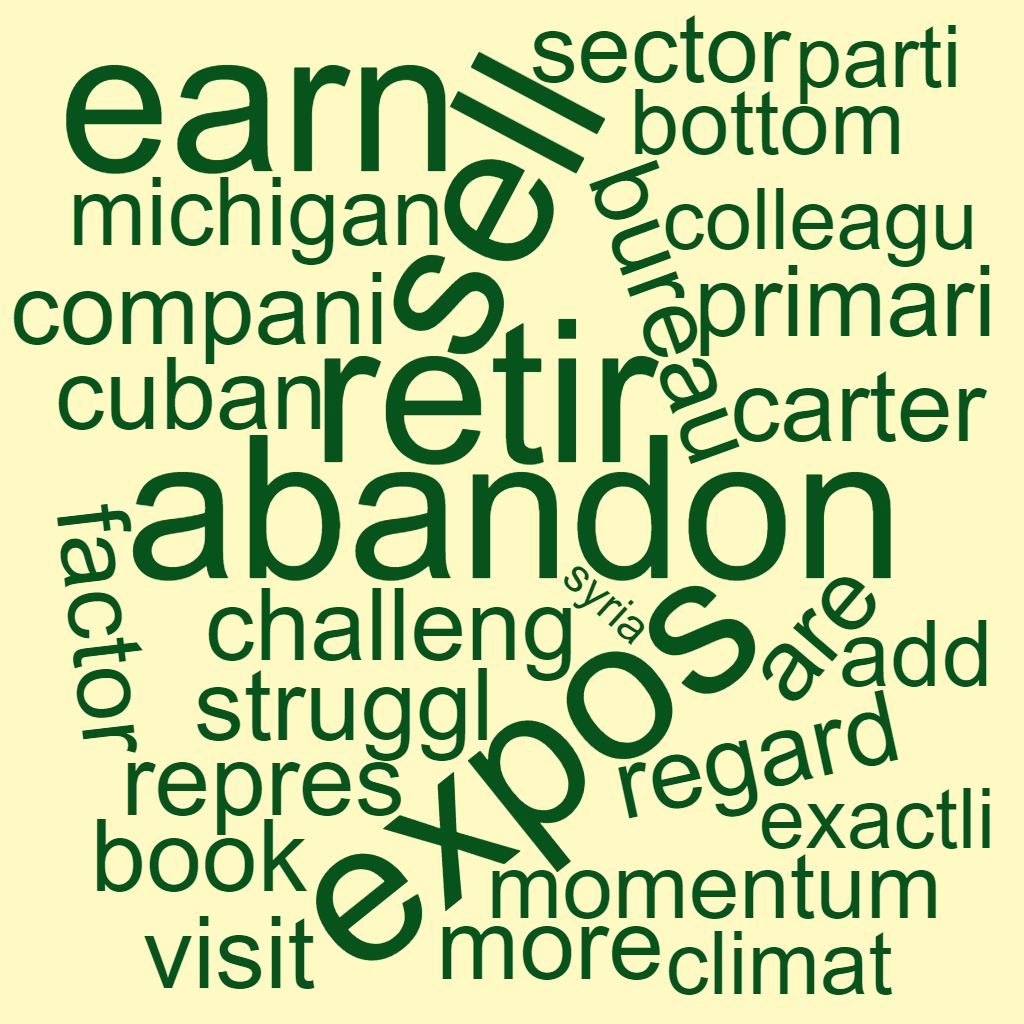 sector parti
earn
sell
bottom
michigan
bureau
colleagu
compani
primari
retir
cuban
carter
abandon
factor
syria
challeng
are
add
expos
struggl
regard
repres
exactli
book
momentum
visit
more
climat